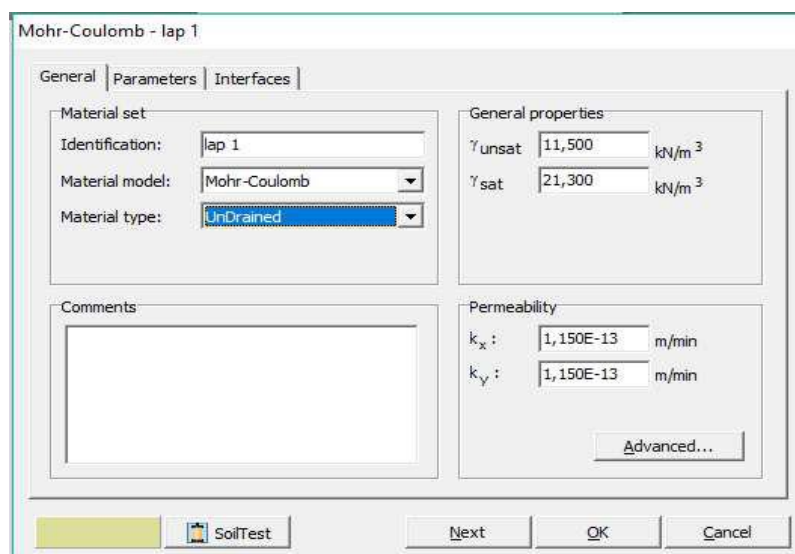 Mohr-Coulomb - lap 1
General Parameters Interfaces
Material set
Identification: lap 1
Material model: Mohr-Coulomb
Material type: UnDrained
General properties
γunsat 11,500 kN/m 3
γsat 21,300 kN/m 3
Comments
Permeability
kx : 1,150E-13 m/min
ky : 1,150E-13 m/min
Advanced...
SoilTest Next OK Cancel